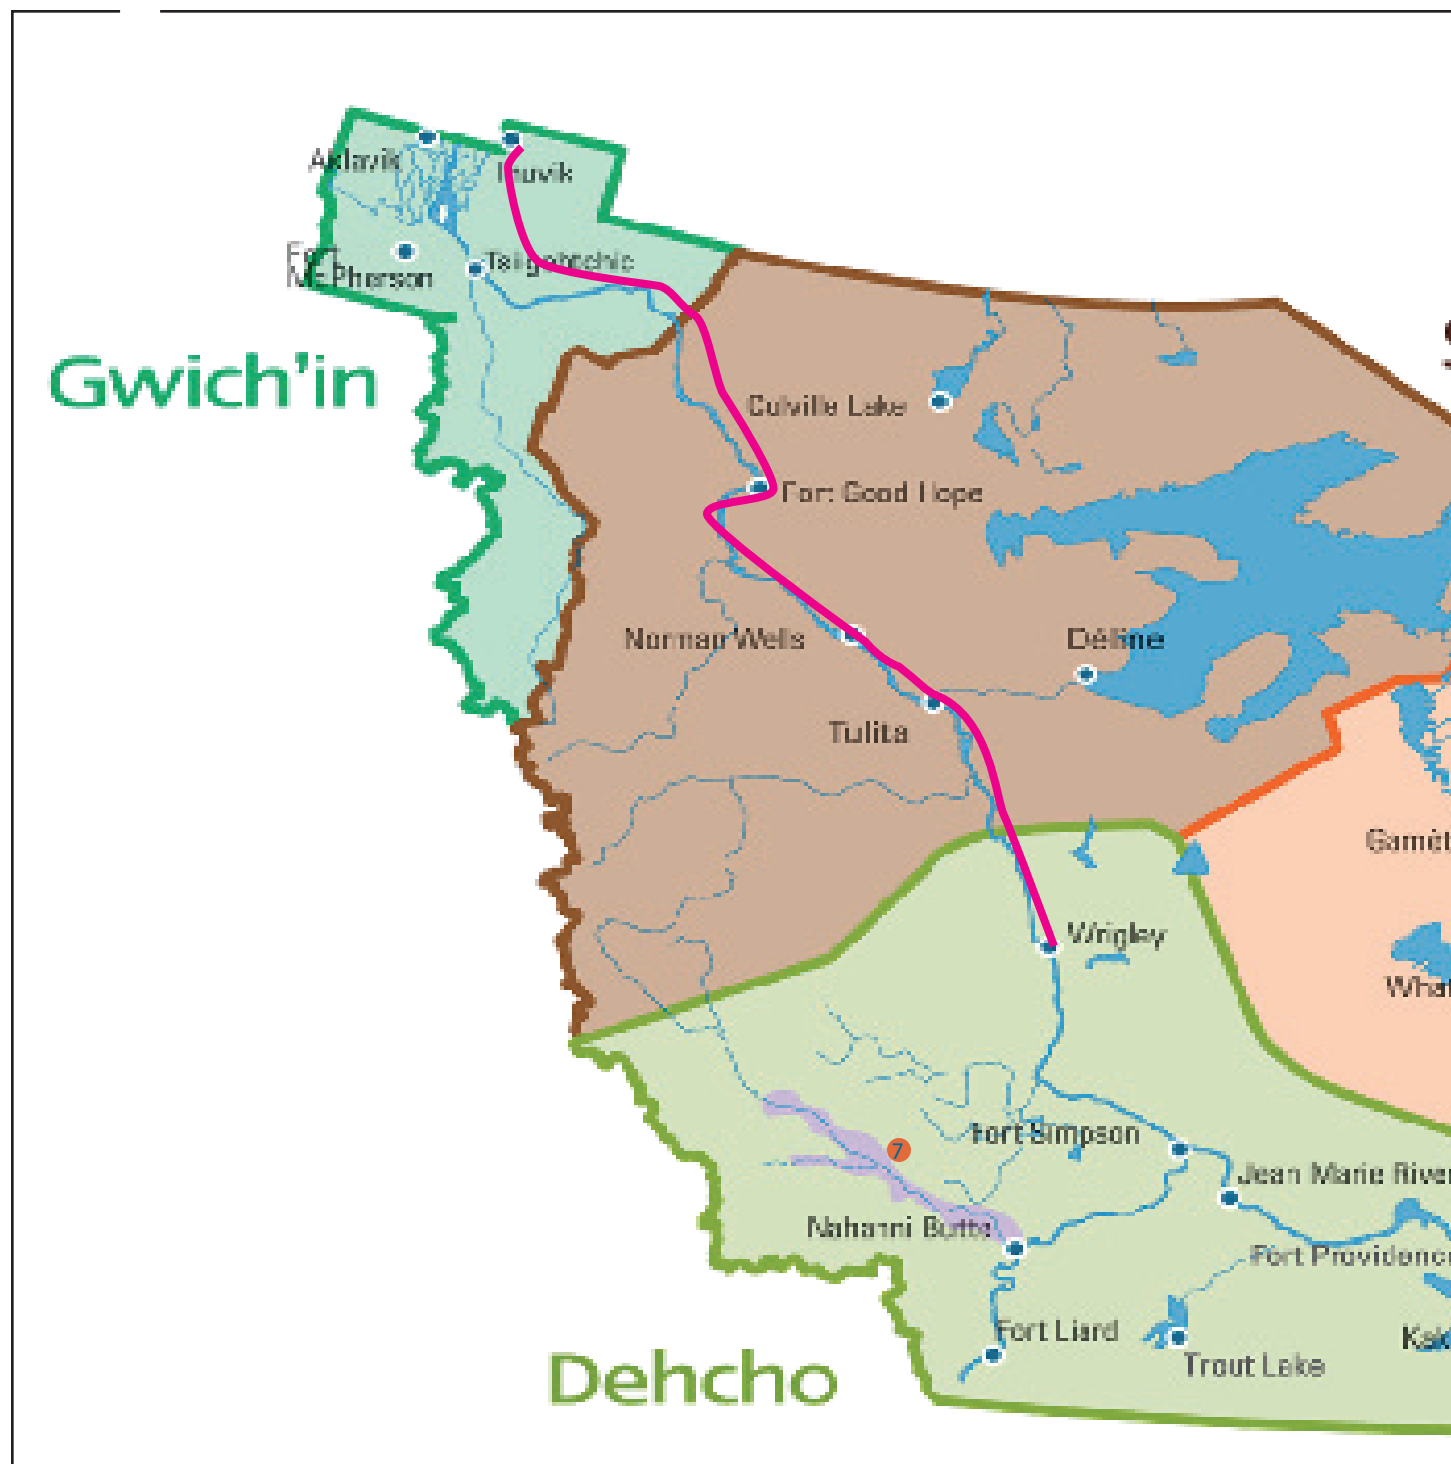 Aklavik
Inuvik
Fort
McPherson
Tsiigehtchic
Gwich'in
Colville Lake
Fort Good Hope
Norman Wells
Déline
Tulita
Wrigley
7
Fort Simpson
Jean Marie River
Nahanni Butte
Fort Providence
Fort Liard
Trout Lake
Dehcho